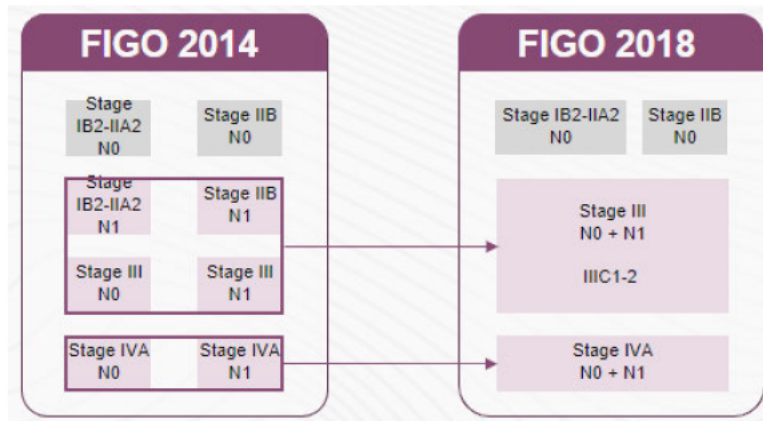 FIGO 2014
Stage
IB2-IIA2
N0
Stage IIB
N0
Stage
IB2-IIA2
N1
Stage IIB
N1
Stage III
N0
Stage III
N1
Stage IVA
N0
Stage IVA
N1
FIGO 2018
Stage IB2-IIA2
N0
Stage IIB
N0
Stage III
N0 + N1
IIIC1-2
Stage IVA
N0 + N1